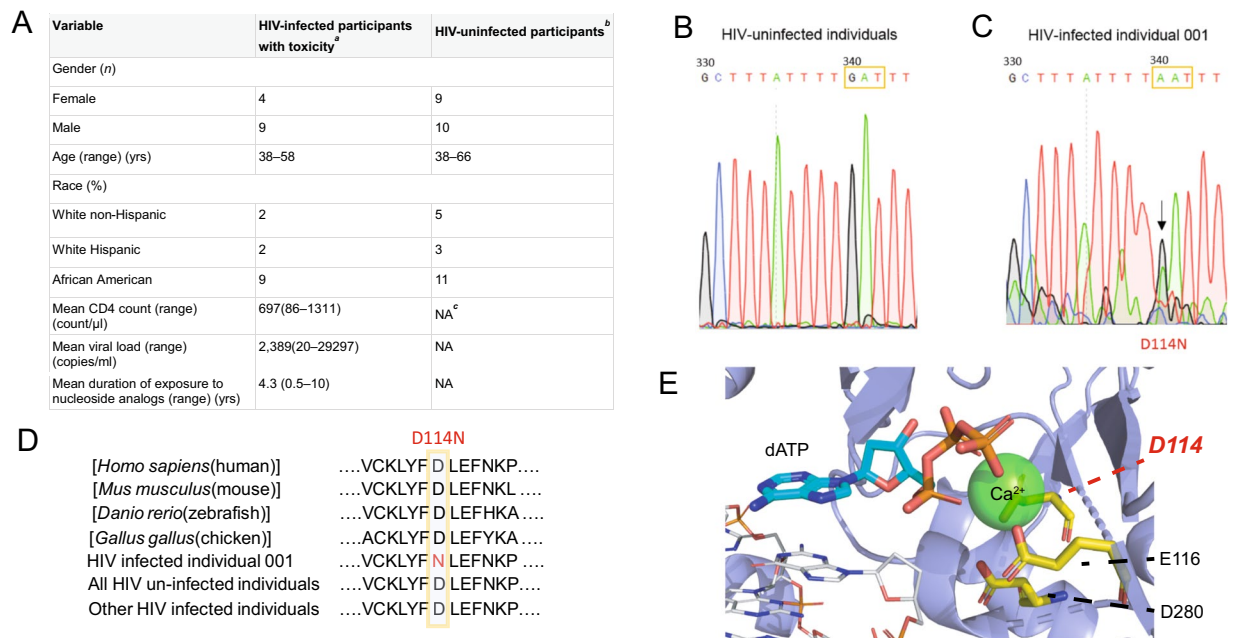 A
Variable HIV-infected participants with toxicity a HIV-uninfected participants b
Gender (n)
Female 4 9
Male 9 10
Age (range) (yrs) 38–58 38–66
Race (%)
White non-Hispanic 2 5
White Hispanic 2 3
African American 9 11
Mean CD4 count (range) (count/µl) 697(86–1311) NA c
Mean viral load (range) (copies/ml) 2,389(20–29297) NA
Mean duration of exposure to nucleoside analogs (range) (yrs) 4.3 (0.5–10) NA
B
HIV-uninfected individuals
330 340
G C T T T A T T T T G A T T T
C
HIV-infected individual 001
330 340
G C T T T A T T T T A A T T T
D114N
D
D114N
[Homo sapiens(human)] ....VCKLYF D LEFNKP....
[Mus musculus(mouse)] ....VCKLYF D LEFNKL ....
[Danio rerio(zebrafish)] ....VCKLYF D LEFHKA ....
[Gallus gallus(chicken)] ....ACKLYF D LEFYKA ....
HIV infected individual 001 ....VCKLYF N LEFNKP ....
All HIV un-infected individuals ....VCKLYF D LEFNKP....
Other HIV infected individuals ....VCKLYF D LEFNKP....
E
dATP
Ca2+
D114
E116
D280